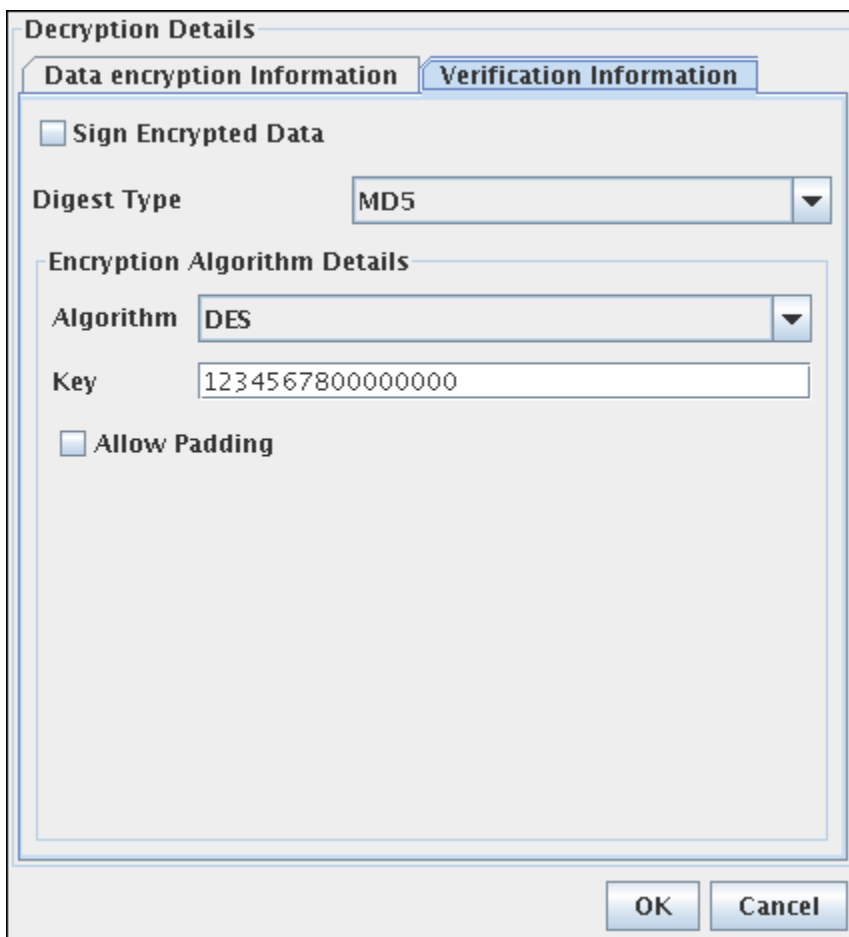 Decryption Details
Data encryption Information Verification Information
Sign Encrypted Data
Digest Type MD5
Encryption Algorithm Details
Algorithm DES
Key 1234567800000000
Allow Padding
OK Cancel